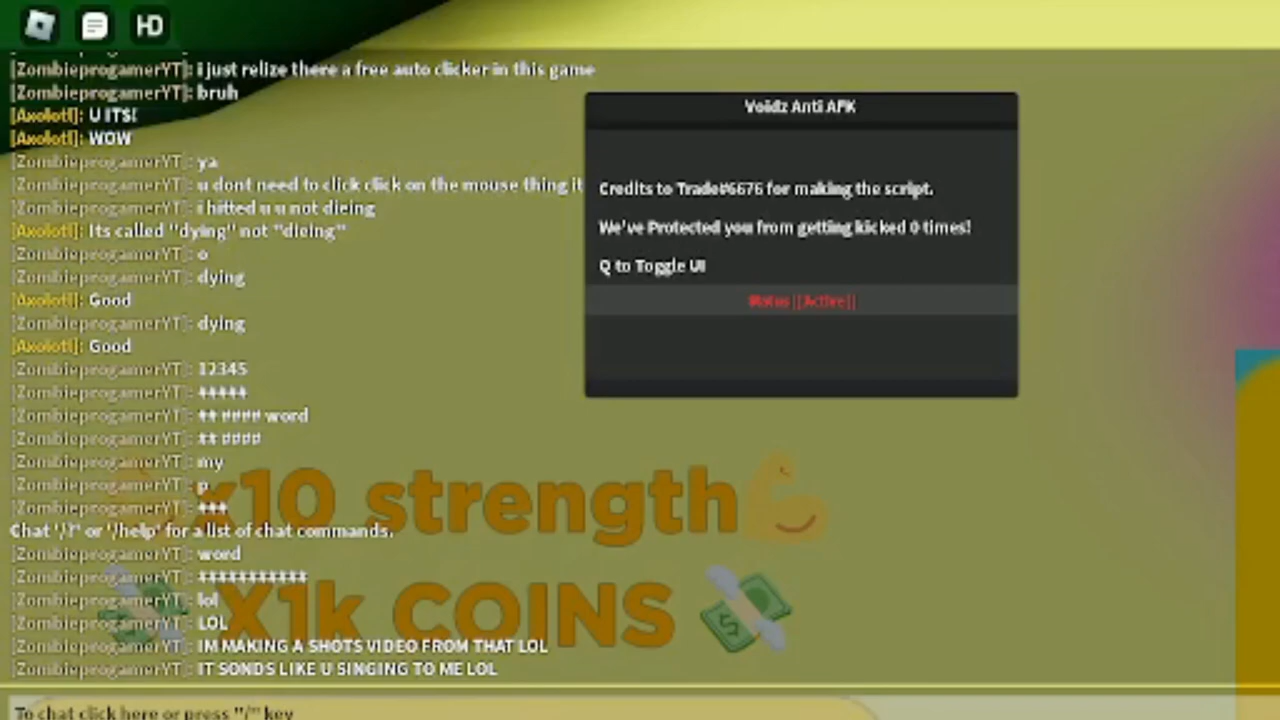 HD
[ZombieprogamerYT]: i just relize there a free auto clicker in this game
[ZombieprogamerYT]: bruh
[Axolotl]: U ITS!
[Axolotl]: WOW
[ZombieprogamerYT]: ya
[ZombieprogamerYT]: u dont need to click click on the mouse thing it
[ZombieprogamerYT]: i hitted u u not dieing
[Axolotl]: Its called "dying" not "dieing"
[ZombieprogamerYT]: o
[ZombieprogamerYT]: dying
[Axolotl]: Good
[ZombieprogamerYT]: dying
[Axolotl]: Good
[ZombieprogamerYT]: 12345
[ZombieprogamerYT]: #####
[ZombieprogamerYT]: ## #### word
[ZombieprogamerYT]: ## ####
[ZombieprogamerYT]: my
[ZombieprogamerYT]: p
[ZombieprogamerYT]: ###
Chat '/?' or '/help' for a list of chat commands.
[ZombieprogamerYT]: word
[ZombieprogamerYT]: ###########
[ZombieprogamerYT]: lol
[ZombieprogamerYT]: LOL
[ZombieprogamerYT]: IM MAKING A SHOTS VIDEO FROM THAT LOL
[ZombieprogamerYT]: IT SONDS LIKE U SINGING TO ME LOL
To chat click here or press "/" key
Voidz Anti AFK
Credits to Trade#6676 for making the script.
We've Protected you from getting kicked 0 times!
Q to Toggle UI
Status [[Active]]
x10 strength
X1k COINS